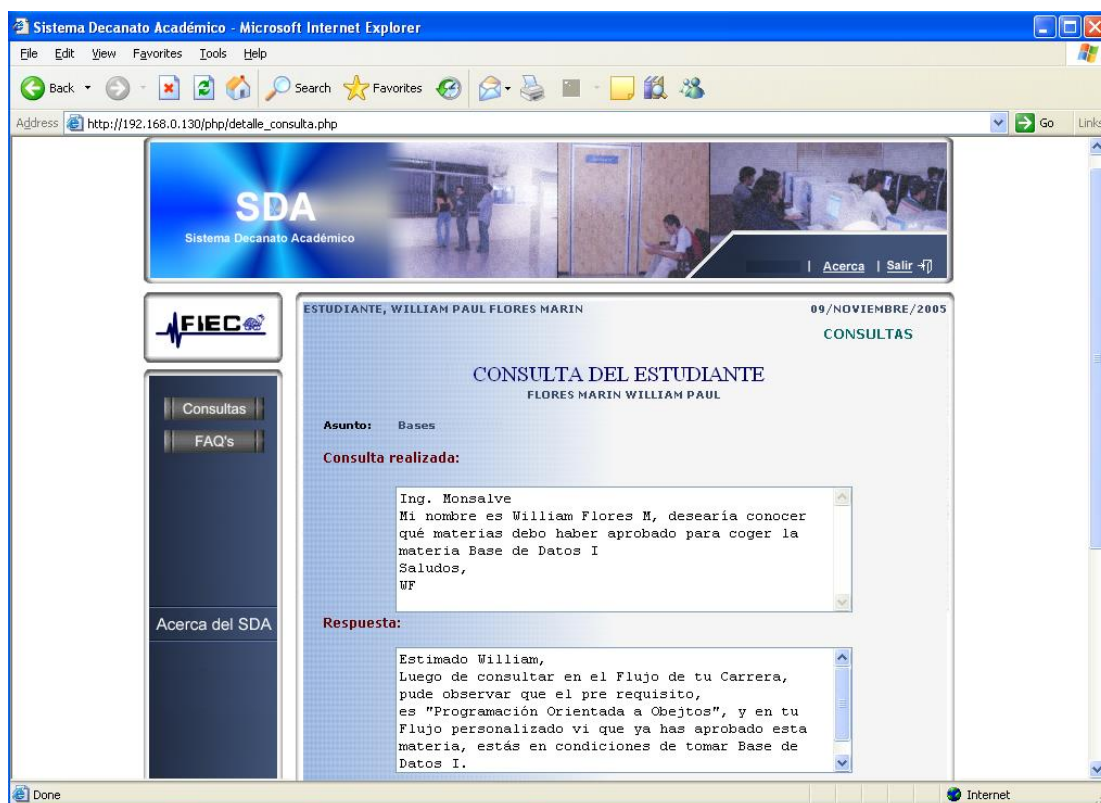 Sistema Decanato Académico - Microsoft Internet Explorer
File Edit View Favorites Tools Help
Back Search Favorites
Address http://192.168.0.130/php/detalle_consulta.php Go Links
SDA
Sistema Decanato Académico
| Acerca | Salir
FIEC
ESTUDIANTE, WILLIAM PAUL FLORES MARIN 09/NOVIEMBRE/2005
CONSULTAS
CONSULTA DEL ESTUDIANTE
FLORES MARIN WILLIAM PAUL
Consultas
FAQ's
Acerca del SDA
Asunto: Bases
Consulta realizada:
Ing. Monsalve
Mi nombre es William Flores M, desearía conocer
qué materias debo haber aprobado para coger la
materia Base de Datos I
Saludos,
WF
Respuesta:
Estimado William,
Luego de consultar en el Flujo de tu Carrera,
pude observar que el pre requisito,
es "Programación Orientada a Obejtos", y en tu
Flujo personalizado vi que ya has aprobado esta
materia, estás en condiciones de tomar Base de
Datos I.
Done Internet